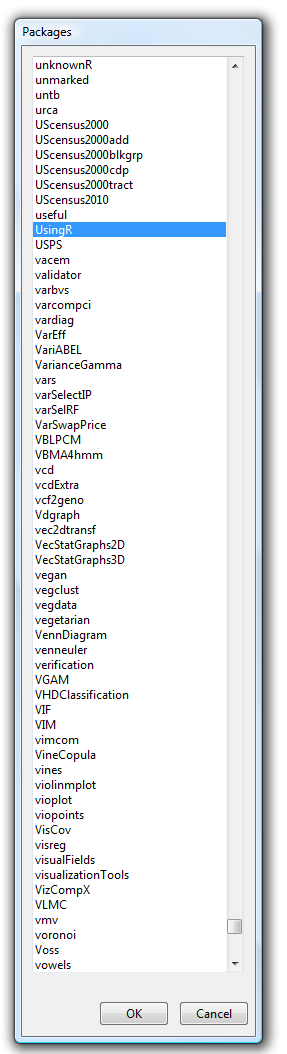 Packages
unknownR
unmarked
untb
urca
UScensus2000
UScensus2000add
UScensus2000blkgrp
UScensus2000cdp
UScensus2000tract
UScensus2010
useful
UsingR
USPS
vacem
validator
varbvs
varcompci
vardiag
VarEff
VariABEL
VarianceGamma
vars
varSelectIP
varSelRF
VarSwapPrice
VBLPCM
VBMA4hmm
vcd
vcdExtra
vcf2geno
Vdgraph
vec2dtransf
VecStatGraphs2D
VecStatGraphs3D
vegan
vegclust
vegdata
vegetarian
VennDiagram
venneuler
verification
VGAM
VHDClassification
VIF
VIM
vimcom
VineCopula
vines
violinmplot
vioplot
viopoints
VisCov
visreg
visualFields
visualizationTools
VizCompX
VLMC
vmv
voronoi
Voss
vowels
OK Cancel